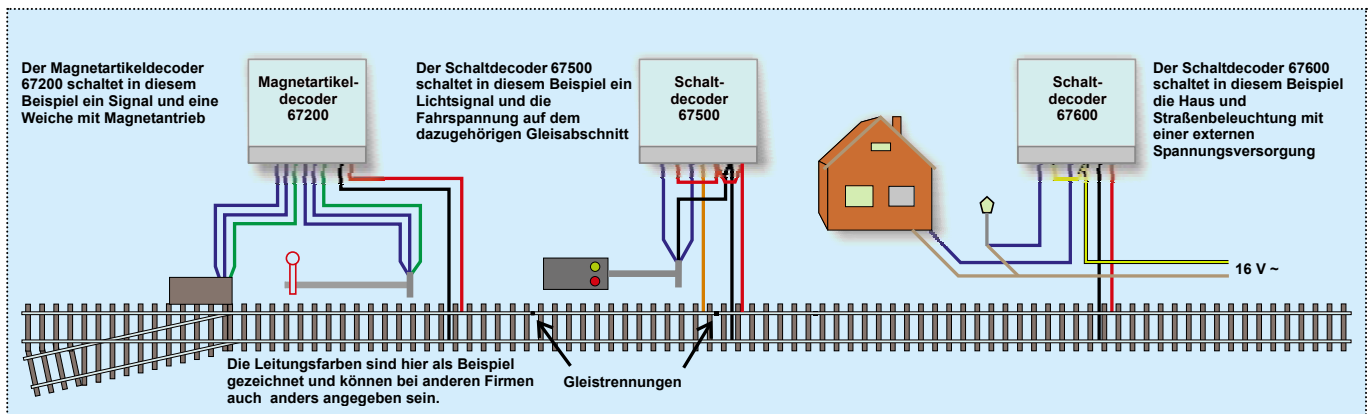 Der Magnetartikeldecoder
67200 schaltet in diesem
Beispiel ein Signal und eine
Weiche mit Magnetantrieb
Magnetartikel-
decoder
67200
Der Schaltdecoder 67500
schaltet in diesem Beispiel ein
Lichtsignal und die
Fahrspannung auf dem
dazugehörigen Gleisabschnitt
Schalt-
decoder
67500
Schalt-
decoder
67600
Der Schaltdecoder 67600
schaltet in diesem Beispiel
die Haus und
Straßenbeleuchtung mit
einer externen
Spannungsversorgung
16 V ~
Die Leitungsfarben sind hier als Beispiel
gezeichnet und können bei anderen Firmen
auch anders angegeben sein.
Gleistrennungen